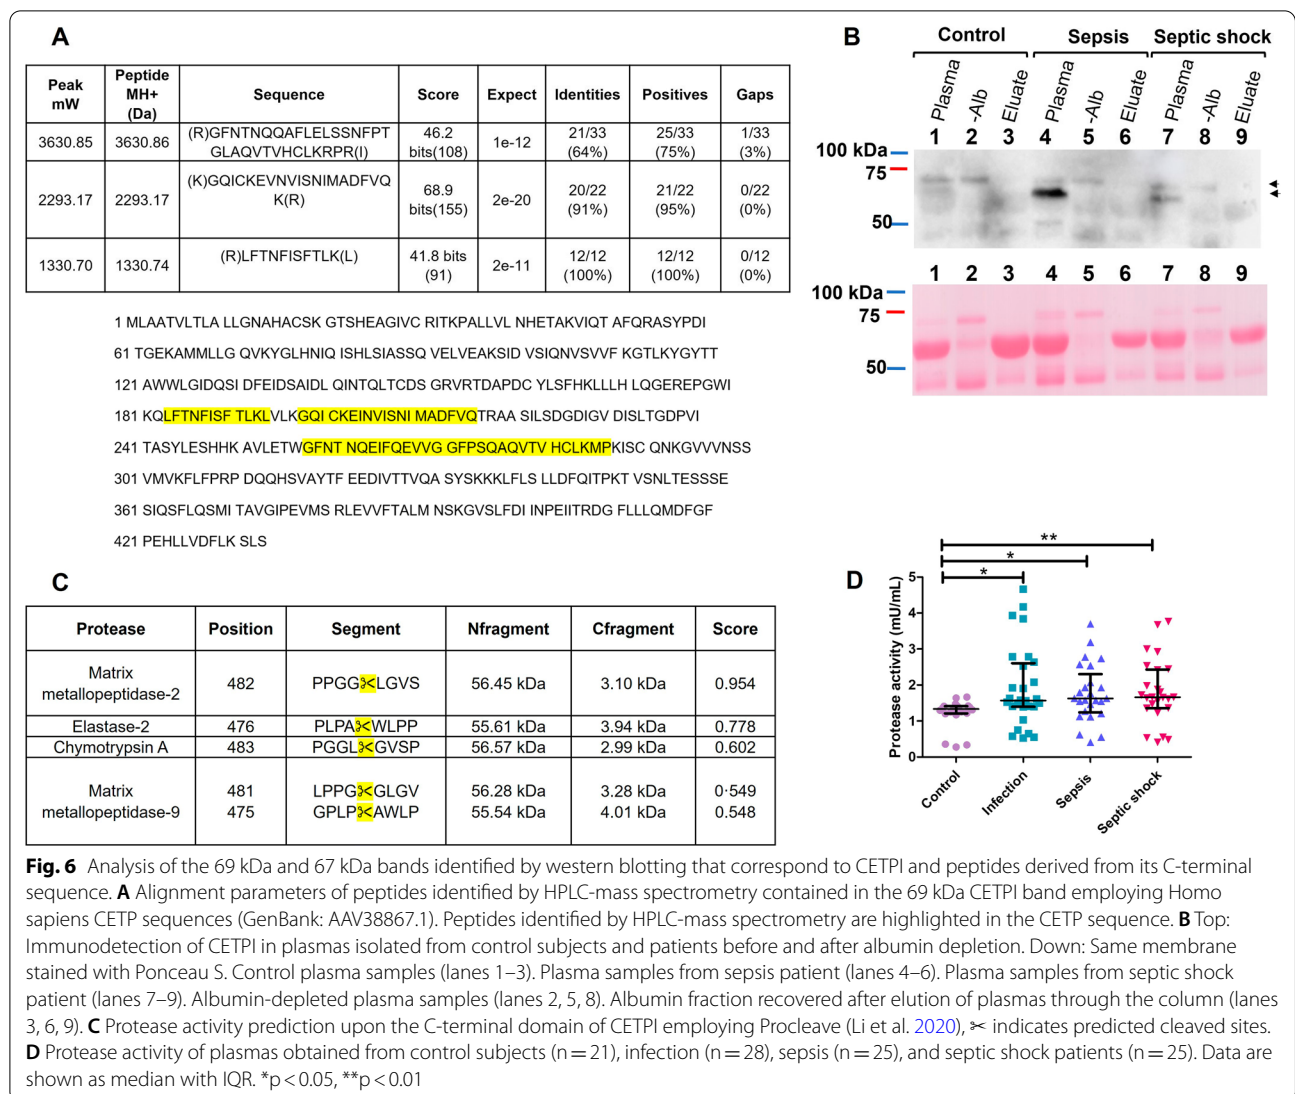 A
Peak mW
Peptide MH+ (Da)
Sequence
Score
Expect
Identities
Positives
Gaps
3630.85
3630.86
(R)GFNTNQQAFLELSSNFPT
GLAQVTVHCLKRPR(I)
46.2
bits(108)
1e-12
21/33
(64%)
25/33
(75%)
1/33
(3%)
2293.17
2293.17
(K)GQICKEVNVISNIMADFVQ
K(R)
68.9
bits(155)
2e-20
20/22
(91%)
21/22
(95%)
0/22
(0%)
1330.70
1330.74
(R)LFTNFISFTLK(L)
41.8 bits
(91)
2e-11
12/12
(100%)
12/12
(100%)
0/12
(0%)
1 MLAATVLTLA LLGNAHACSK GTSHEAGIVC RITKPALLVL NHETAKVIQT AFQRASYPDI
61 TGEKAMMLLG QVKYGLHNIQ ISHLSIASSQ VELVEAKSID VSIQNVSVVF KGTLKYGYTT
121 AWWLGIDQSI DFEIDSAIDL QINTQLTCDS GRVRTDAPDC YLSFHKLLLH LQGEREPGWI
181 KQLFTNFISF TLKLVLKGQI CKEINVISNI MADFVQTRAA SILSDGDIGV DISLTGDPVI
241 TASYLESHHK AVLETWGFNT NQEIFQEVVG GFPSQAQVTV HCLKMPKISC QNKGVVVNSS
301 VMVKFLFPRP DQQHSVAYTF EEDIVTTVQA SYSKKKLFLS LLDFQITPKT VSNLTESSSE
361 SIQSFLQSMI TAVGIPEVMS RLEVVFTALM NSKGVSLFDI INPEIITRDG FLLLQMDFGF
421 PEHLLVDFLK SLS
B
Control
Sepsis
Septic shock
Plasma
-Alb
Eluate
Plasma
-Alb
Eluate
Plasma
-Alb
Eluate
1 2 3 4 5 6 7 8 9
100 kDa
75
50
1 2 3 4 5 6 7 8 9
100 kDa
75
50
C
Protease
Position
Segment
Nfragment
Cfragment
Score
Matrix
metallopeptidase-2
482
PPGG✂LGVS
56.45 kDa
3.10 kDa
0.954
Elastase-2
476
PLPA✂WLPP
55.61 kDa
3.94 kDa
0.778
Chymotrypsin A
483
PGGL✂GVSP
56.57 kDa
2.99 kDa
0.602
Matrix
metallopeptidase-9
481
LPPG✂GLGV
56.28 kDa
3.28 kDa
0·549
475
GPLP✂AWLP
55.54 kDa
4.01 kDa
0.548
D
**
*
*
Protease activity (mU/mL)
5
4
3
2
1
0
Control
Infection
Sepsis
Septic shock
Fig. 6 Analysis of the 69 kDa and 67 kDa bands identified by western blotting that correspond to CETPI and peptides derived from its C-terminal
sequence. A Alignment parameters of peptides identified by HPLC-mass spectrometry contained in the 69 kDa CETPI band employing Homo
sapiens CETP sequences (GenBank: AAV38867.1). Peptides identified by HPLC-mass spectrometry are highlighted in the CETP sequence. B Top:
Immunodetection of CETPI in plasmas isolated from control subjects and patients before and after albumin depletion. Down: Same membrane
stained with Ponceau S. Control plasma samples (lanes 1–3). Plasma samples from sepsis patient (lanes 4–6). Plasma samples from septic shock
patient (lanes 7–9). Albumin-depleted plasma samples (lanes 2, 5, 8). Albumin fraction recovered after elution of plasmas through the column (lanes
3, 6, 9). C Protease activity prediction upon the C-terminal domain of CETPI employing Procleave (Li et al. 2020), ✂ indicates predicted cleaved sites.
D Protease activity of plasmas obtained from control subjects (n = 21), infection (n = 28), sepsis (n = 25), and septic shock patients (n = 25). Data are
shown as median with IQR. *p < 0.05, **p < 0.01